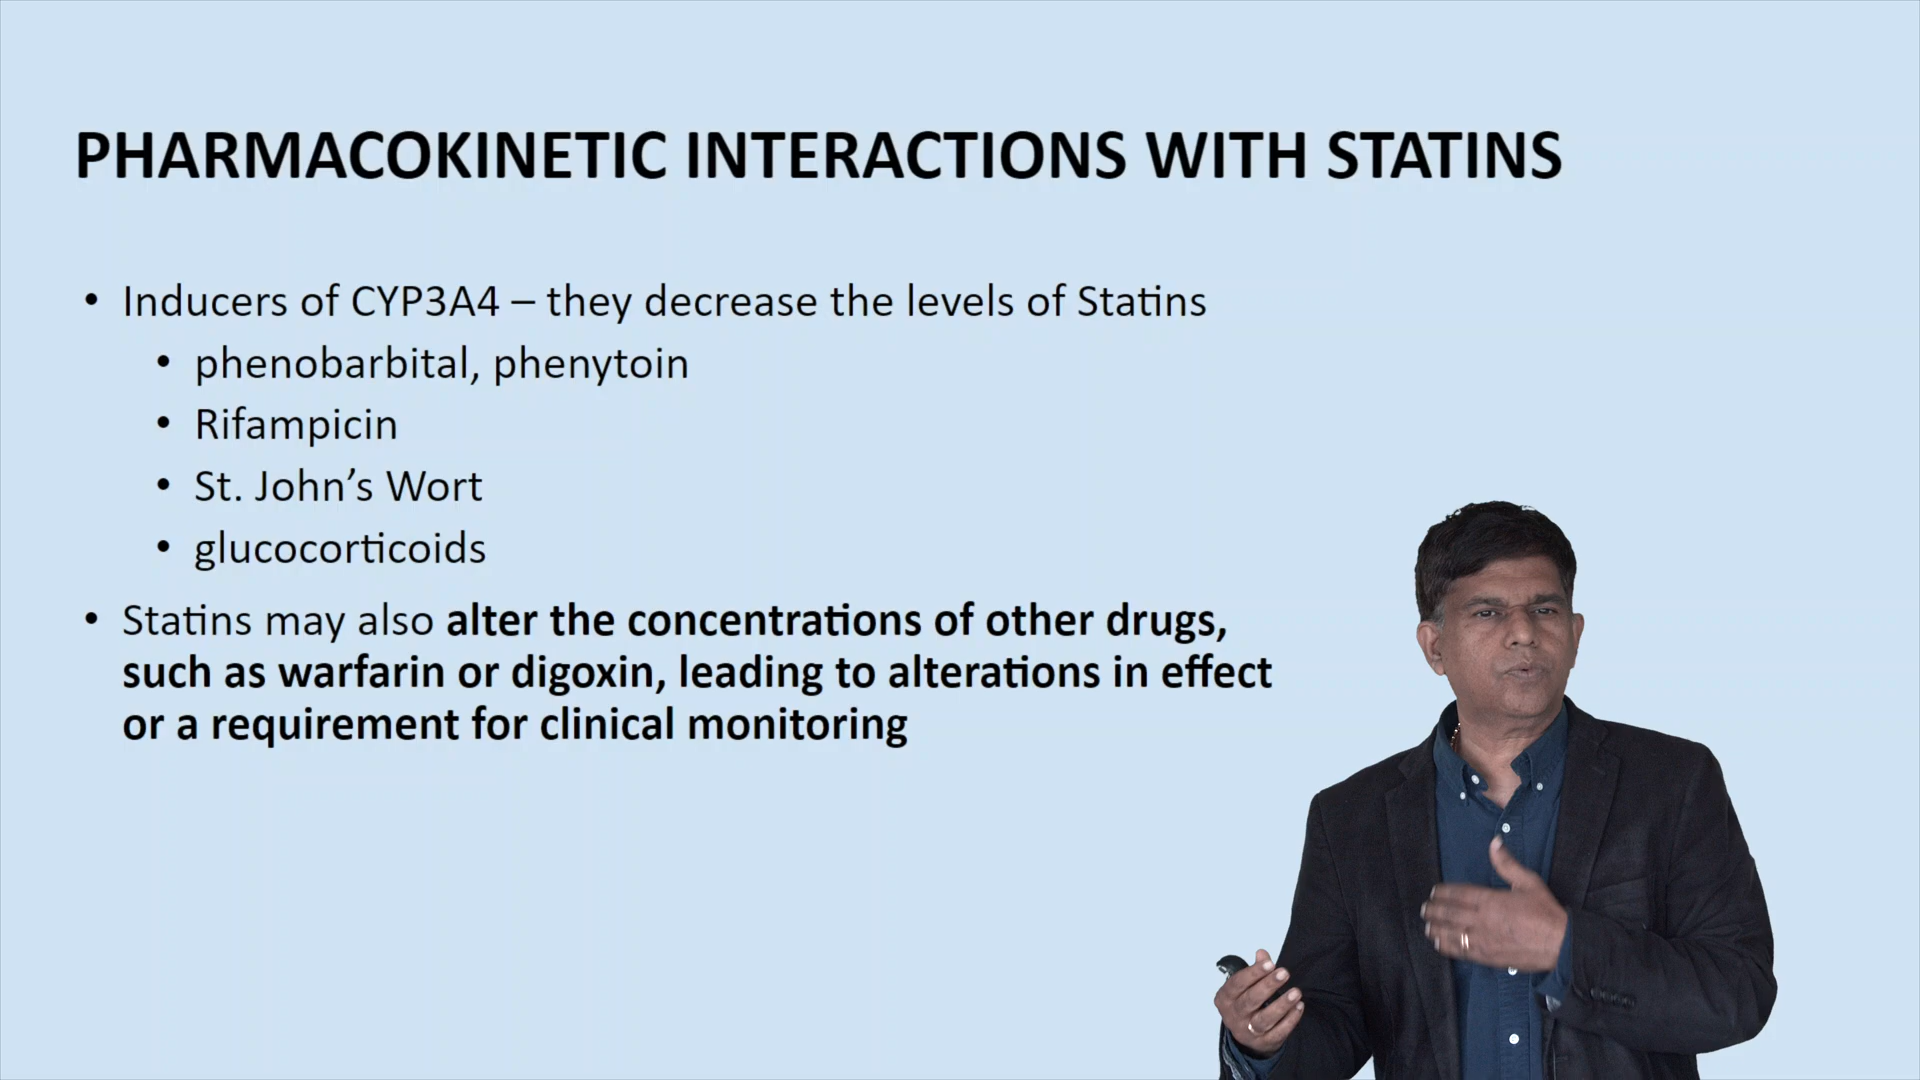 PHARMACOKINETIC INTERACTIONS WITH STATINS
• Inducers of CYP3A4 – they decrease the levels of Statins
• phenobarbital, phenytoin
• Rifampicin
• St. John’s Wort
• glucocorticoids
• Statins may also alter the concentrations of other drugs,
such as warfarin or digoxin, leading to alterations in effect
or a requirement for clinical monitoring